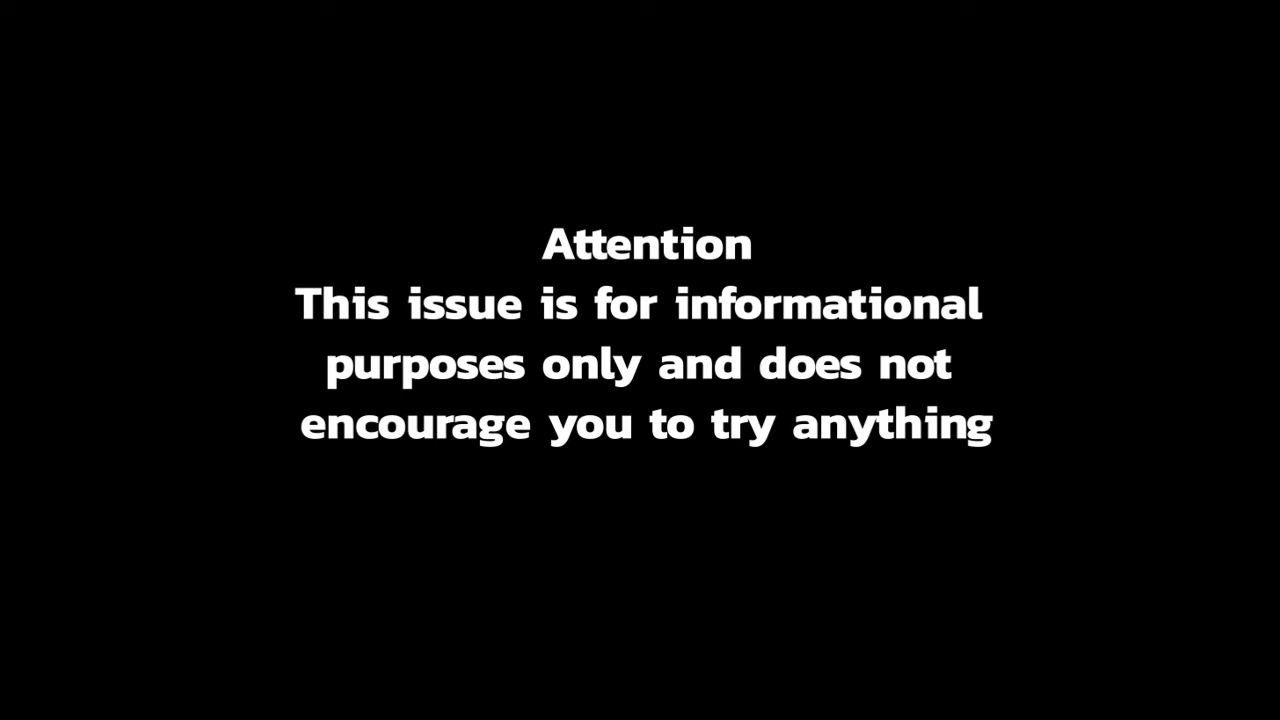 Attention
This issue is for informational
purposes only and does not
encourage you to try anything